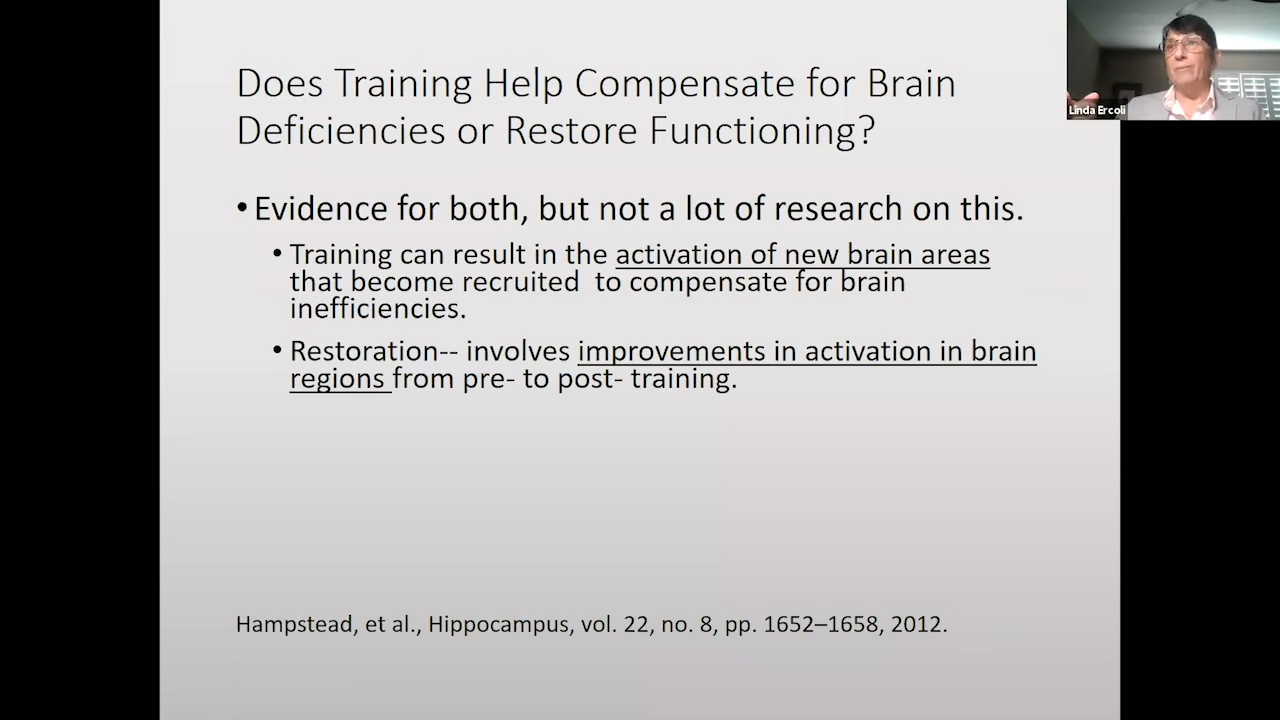 Does Training Help Compensate for Brain
Deficiencies or Restore Functioning?
• Evidence for both, but not a lot of research on this.
• Training can result in the activation of new brain areas
that become recruited  to compensate for brain
inefficiencies.
• Restoration-- involves improvements in activation in brain
regions from pre- to post- training.
Hampstead, et al., Hippocampus, vol. 22, no. 8, pp. 1652–1658, 2012.
Linda Ercoli